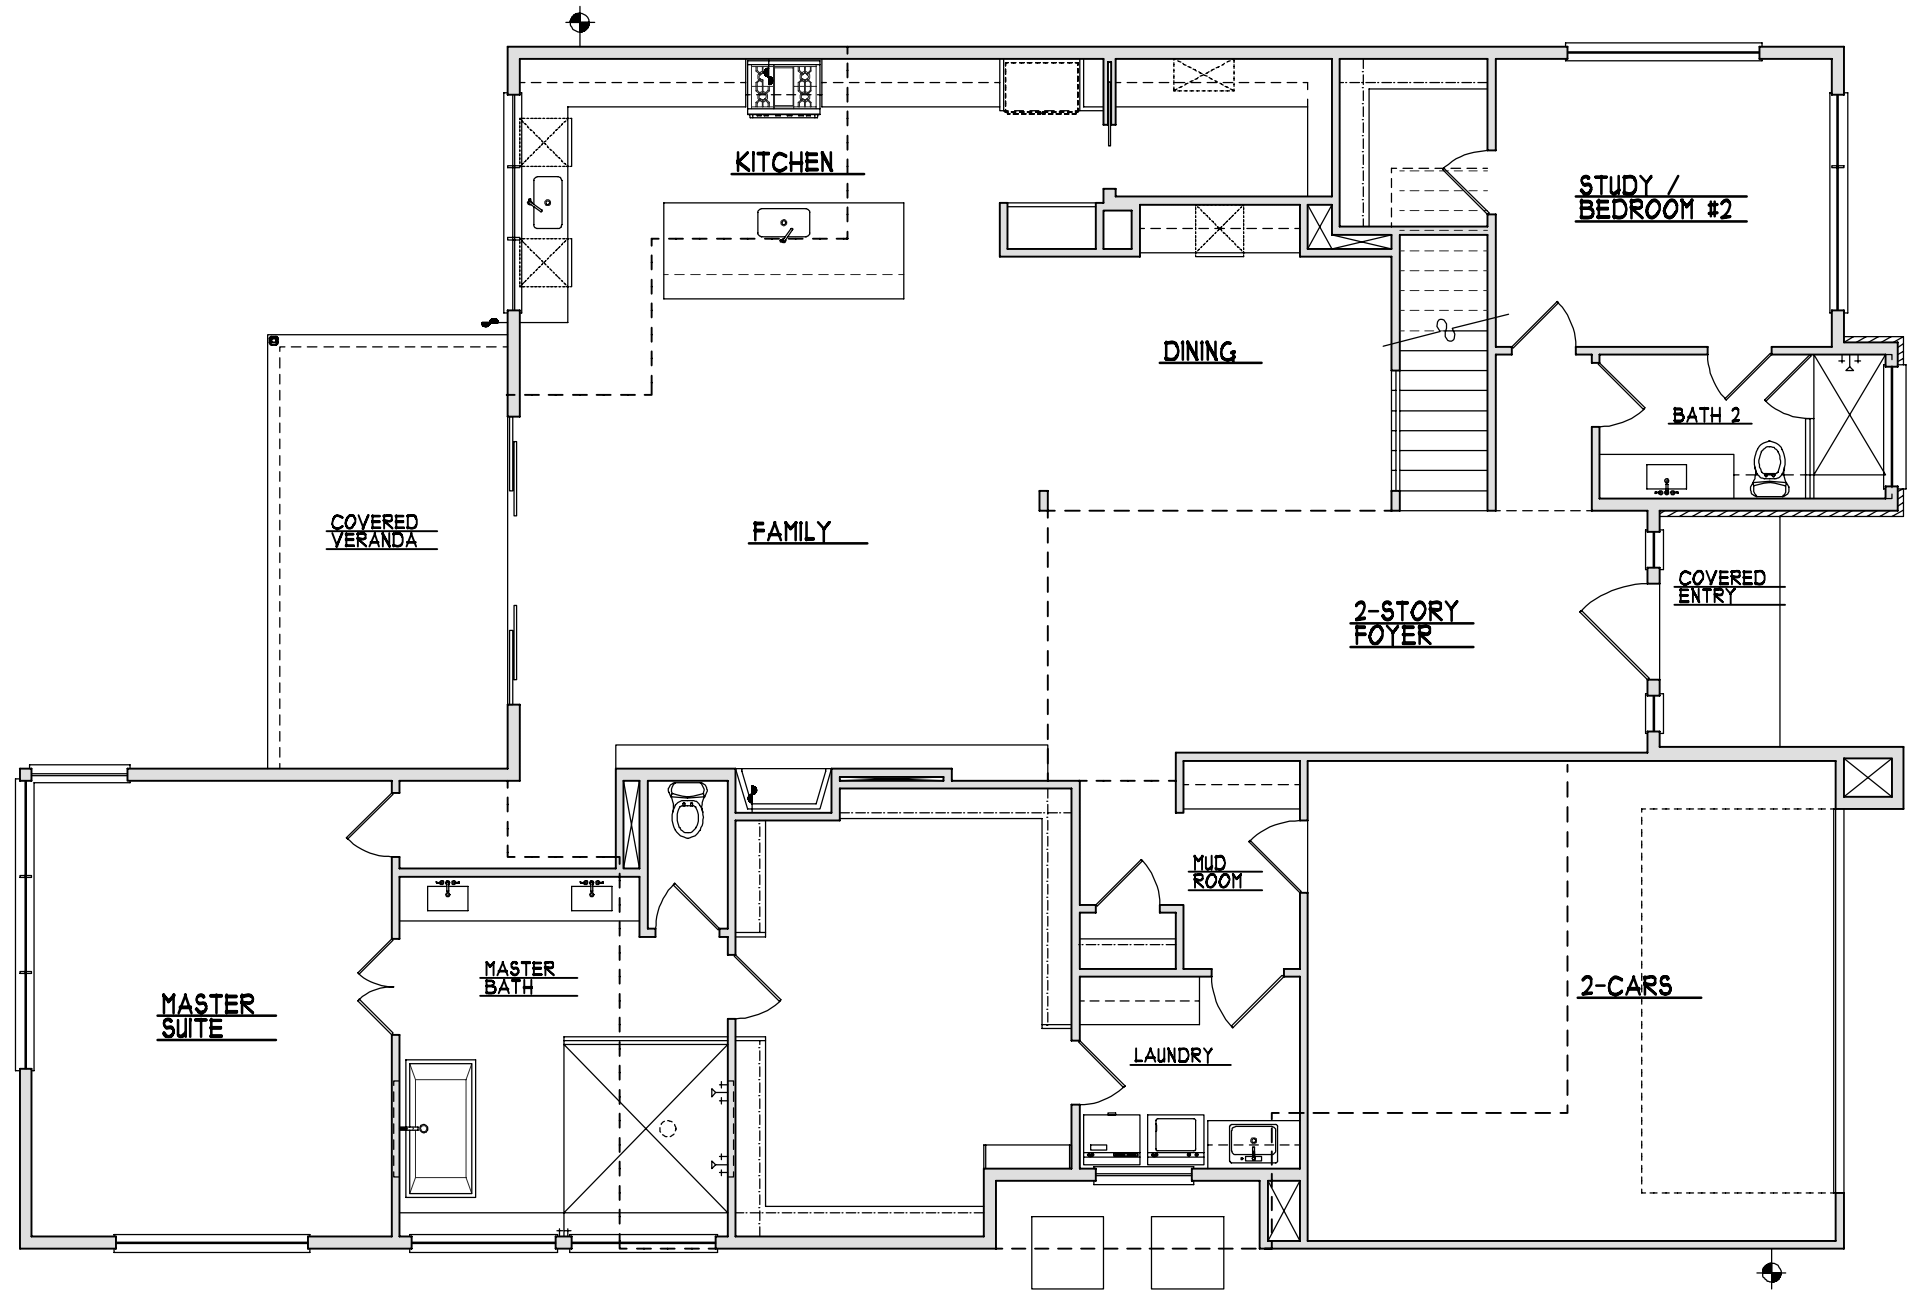 KITCHEN
STUDY /
BEDROOM #2
DINING
BATH 2
COVERED
VERANDA
FAMILY
COVERED
ENTRY
2-STORY
FOYER
MUD
ROOM
MASTER
BATH
MASTER
SUITE
2-CARS
LAUNDRY